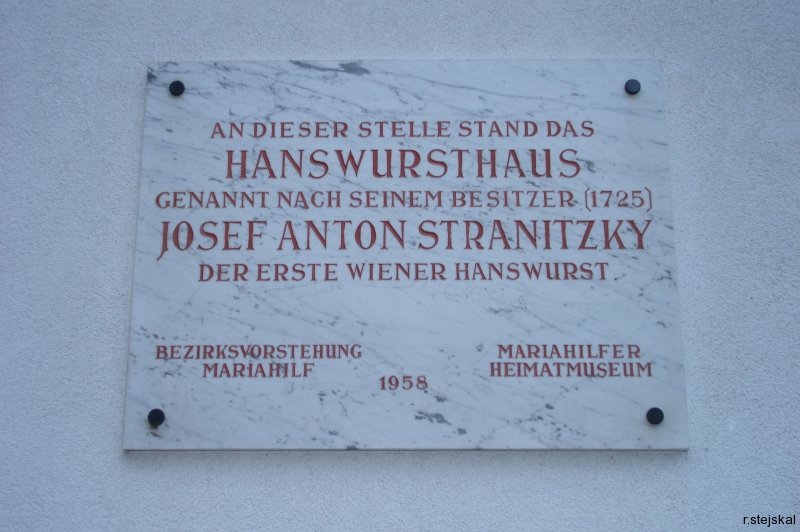 AN DIESER STELLE STAND DAS
HANSWURSTHAUS
GENANNT NACH SEINEM BESITZER (1725)
JOSEF ANTON STRANITZKY
DER ERSTE WIENER HANSWURST.
BEZIRKSVORSTEHUNG
MARIAHILF
1958
MARIAHILFER
HEIMATMUSEUM
r.stejskal